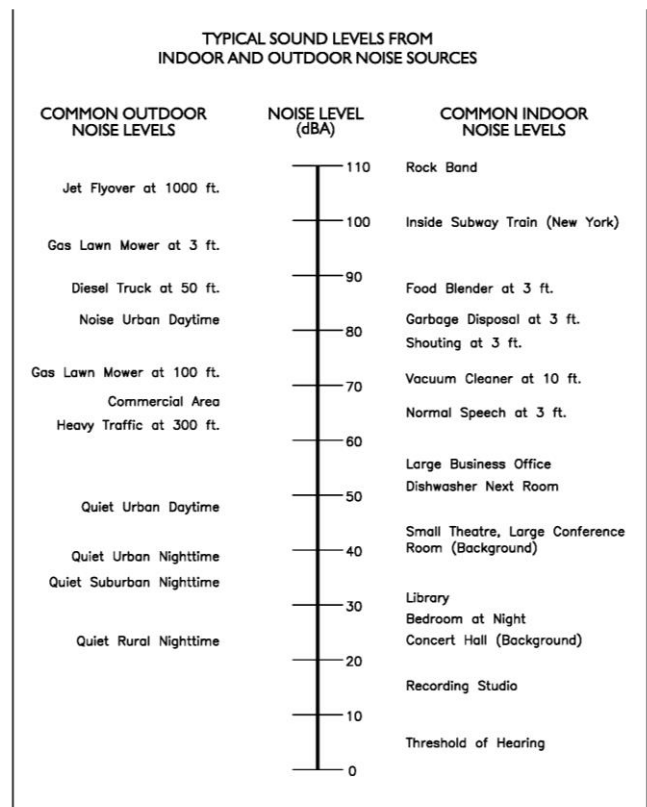 TYPICAL SOUND LEVELS FROM
INDOOR AND OUTDOOR NOISE SOURCES
COMMON OUTDOOR
NOISE LEVELS
NOISE LEVEL
(dBA)
COMMON INDOOR
NOISE LEVELS
110
Rock Band
Jet Flyover at 1000 ft.
100
Inside Subway Train (New York)
Gas Lawn Mower at 3 ft.
90
Diesel Truck at 50 ft.
Food Blender at 3 ft.
Noise Urban Daytime
Garbage Disposal at 3 ft.
80
Shouting at 3 ft.
Gas Lawn Mower at 100 ft.
Vacuum Cleaner at 10 ft.
70
Commercial Area
Normal Speech at 3 ft.
Heavy Traffic at 300 ft.
60
Large Business Office
Dishwasher Next Room
50
Quiet Urban Daytime
Small Theatre, Large Conference
Room (Background)
40
Quiet Urban Nighttime
Quiet Suburban Nighttime
Library
30
Bedroom at Night
Quiet Rural Nighttime
Concert Hall (Background)
20
Recording Studio
10
Threshold of Hearing
0